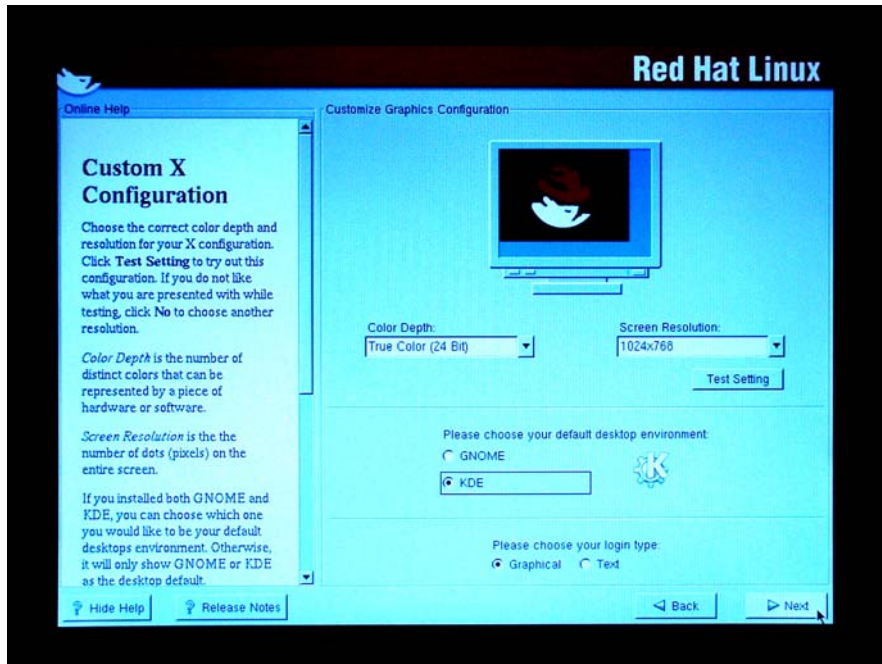 Red Hat Linux
Online Help
Custom X
Configuration
Choose the correct color depth and
resolution for your X configuration.
Click Test Setting to try out this
configuration. If you do not like
what you are presented with while
testing, click No to choose another
resolution.
Color Depth is the number of
distinct colors that can be
represented by a piece of
hardware or software.
Screen Resolution is the the
number of dots (pixels) on the
entire screen.
If you installed both GNOME and
KDE, you can choose which one
you would like to be your default
desktops environment. Otherwise,
it will only show GNOME or KDE
as the desktop default.
Customize Graphics Configuration
Color Depth:
True Color (24 Bit)
Screen Resolution:
1024x768
Test Setting
Please choose your default desktop environment:
GNOME
KDE
K
Please choose your login type:
Graphical
Text
Hide Help
Release Notes
Back
Next